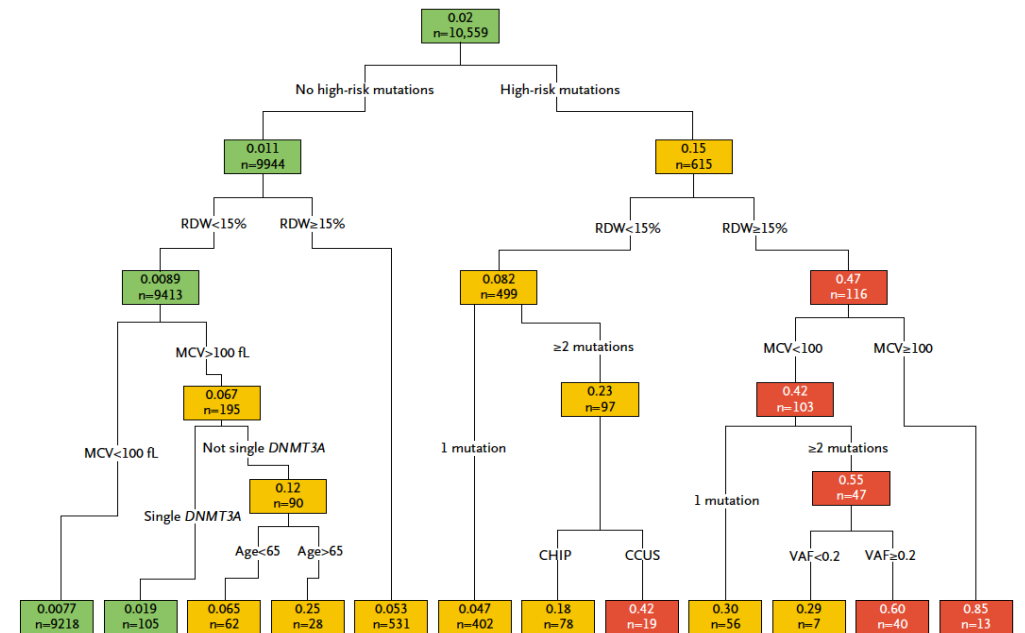 0.02
n=10,559
No high-risk mutations
High-risk mutations
0.011
n=9944
0.15
n=615
RDW<15%
RDW≥15%
RDW<15%
RDW≥15%
0.0089
n=9413
0.082
n=499
0.47
n=116
MCV>100 fL
≥2 mutations
MCV<100
MCV≥100
0.067
n=195
0.23
n=97
0.42
n=103
MCV<100 fL
Not single DNMT3A
1 mutation
≥2 mutations
0.12
n=90
0.55
n=47
Single DNMT3A
1 mutation
Age<65
Age>65
CHIP
CCUS
VAF<0.2
VAF≥0.2
0.0077
n=9218
0.019
n=105
0.065
n=62
0.25
n=28
0.053
n=531
0.047
n=402
0.18
n=78
0.42
n=19
0.30
n=56
0.29
n=7
0.60
n=40
0.85
n=13